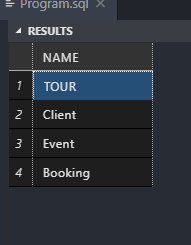 Program.sql ×
RESULTS
NAME
1 TOUR
2 Client
3 Event
4 Booking